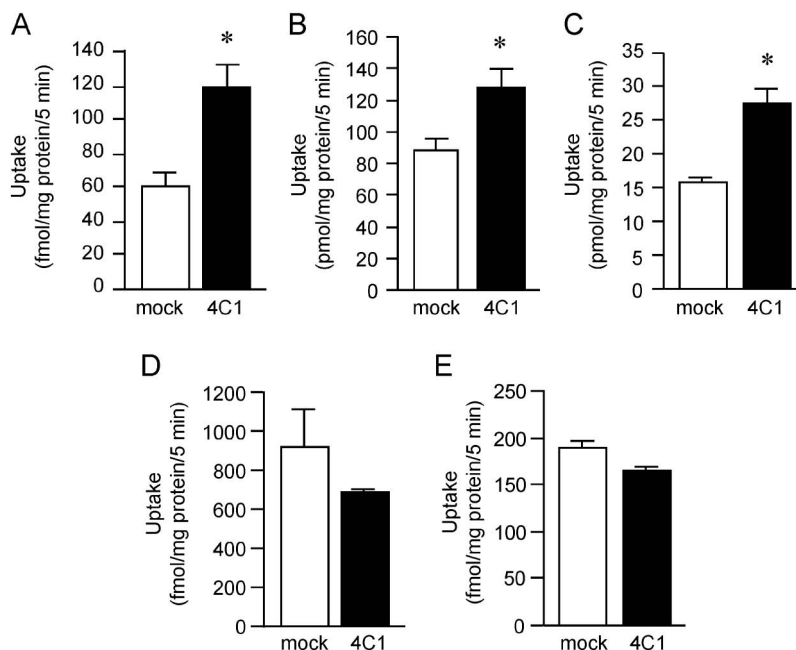 A
Uptake
(fmol/mg protein/5 min)
140
120
100
80
60
40
20
0
*
mock 4C1
B
Uptake
(pmol/mg protein/5 min)
160
140
120
100
80
60
40
20
0
*
mock 4C1
C
Uptake
(pmol/mg protein/5 min)
35
30
25
20
15
10
5
0
*
mock 4C1
D
Uptake
(fmol/mg protein/5 min)
1200
1000
800
600
400
200
0
mock 4C1
E
Uptake
(fmol/mg protein/5 min)
250
200
150
100
50
0
mock 4C1